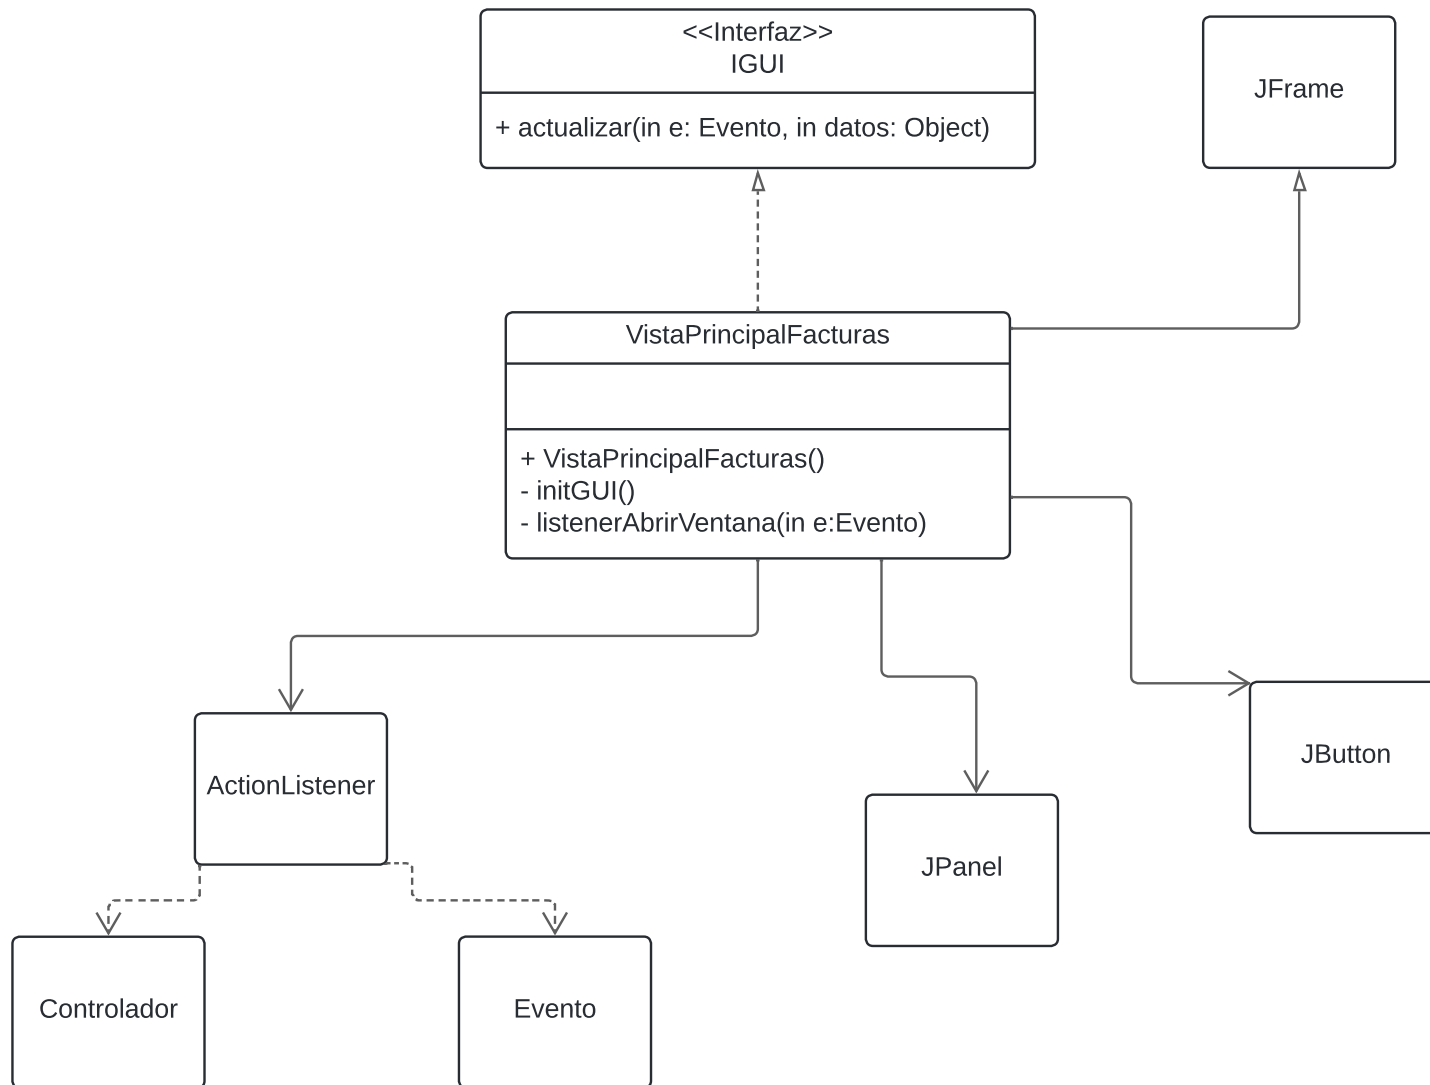 <<Interfaz>>
IGUI
+ actualizar(in e: Evento, in datos: Object)
JFrame
VistaPrincipalFacturas
+ VistaPrincipalFacturas()
- initGUI()
- listenerAbrirVentana(in e:Evento)
ActionListener
JButton
JPanel
Controlador
Evento